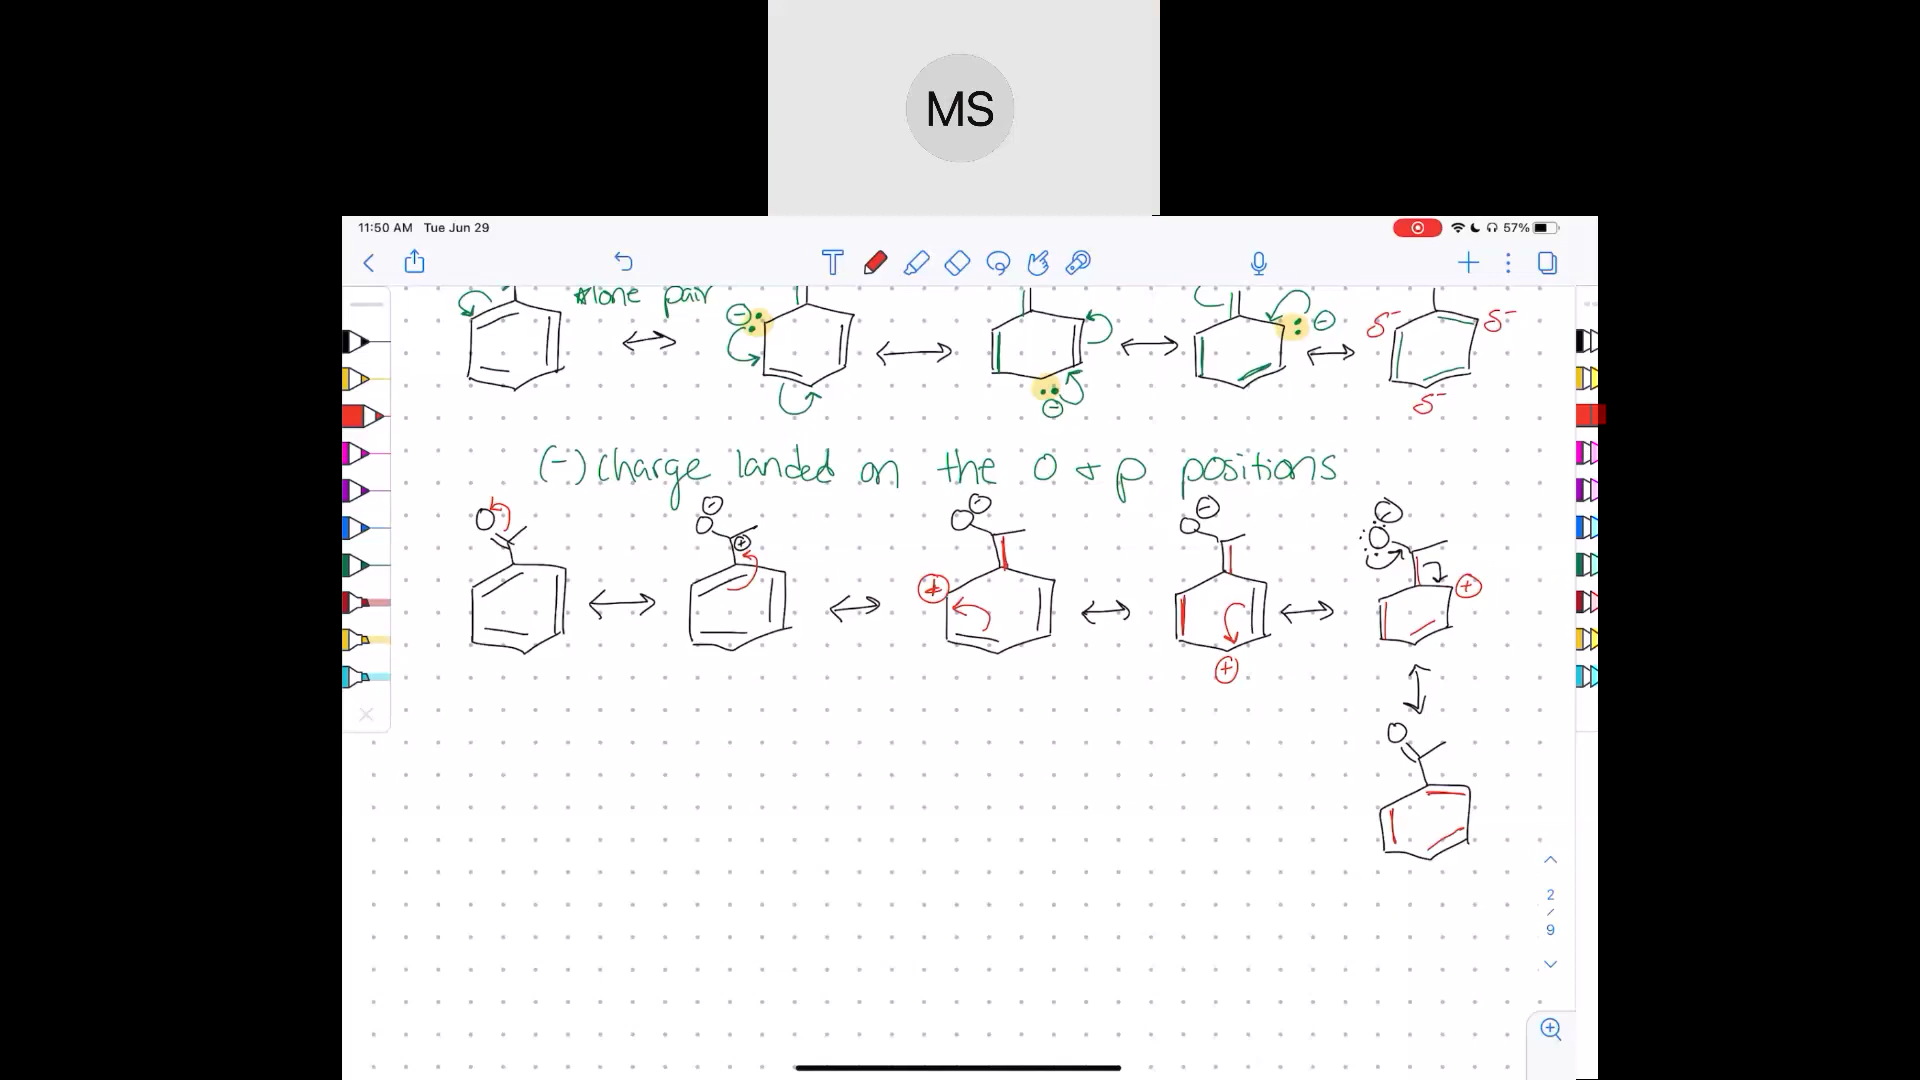 MS
11:50 AM Tue Jun 29
57%
T
*lone pair
⊖
⊖
⊖
δ⁻ δ⁻
δ⁻
(-) charge landed on the O + p positions
O
O ⊖
⊕
O ⊖
⊕
O ⊖
⊕
O ⊖
⊕
O
2
/
9